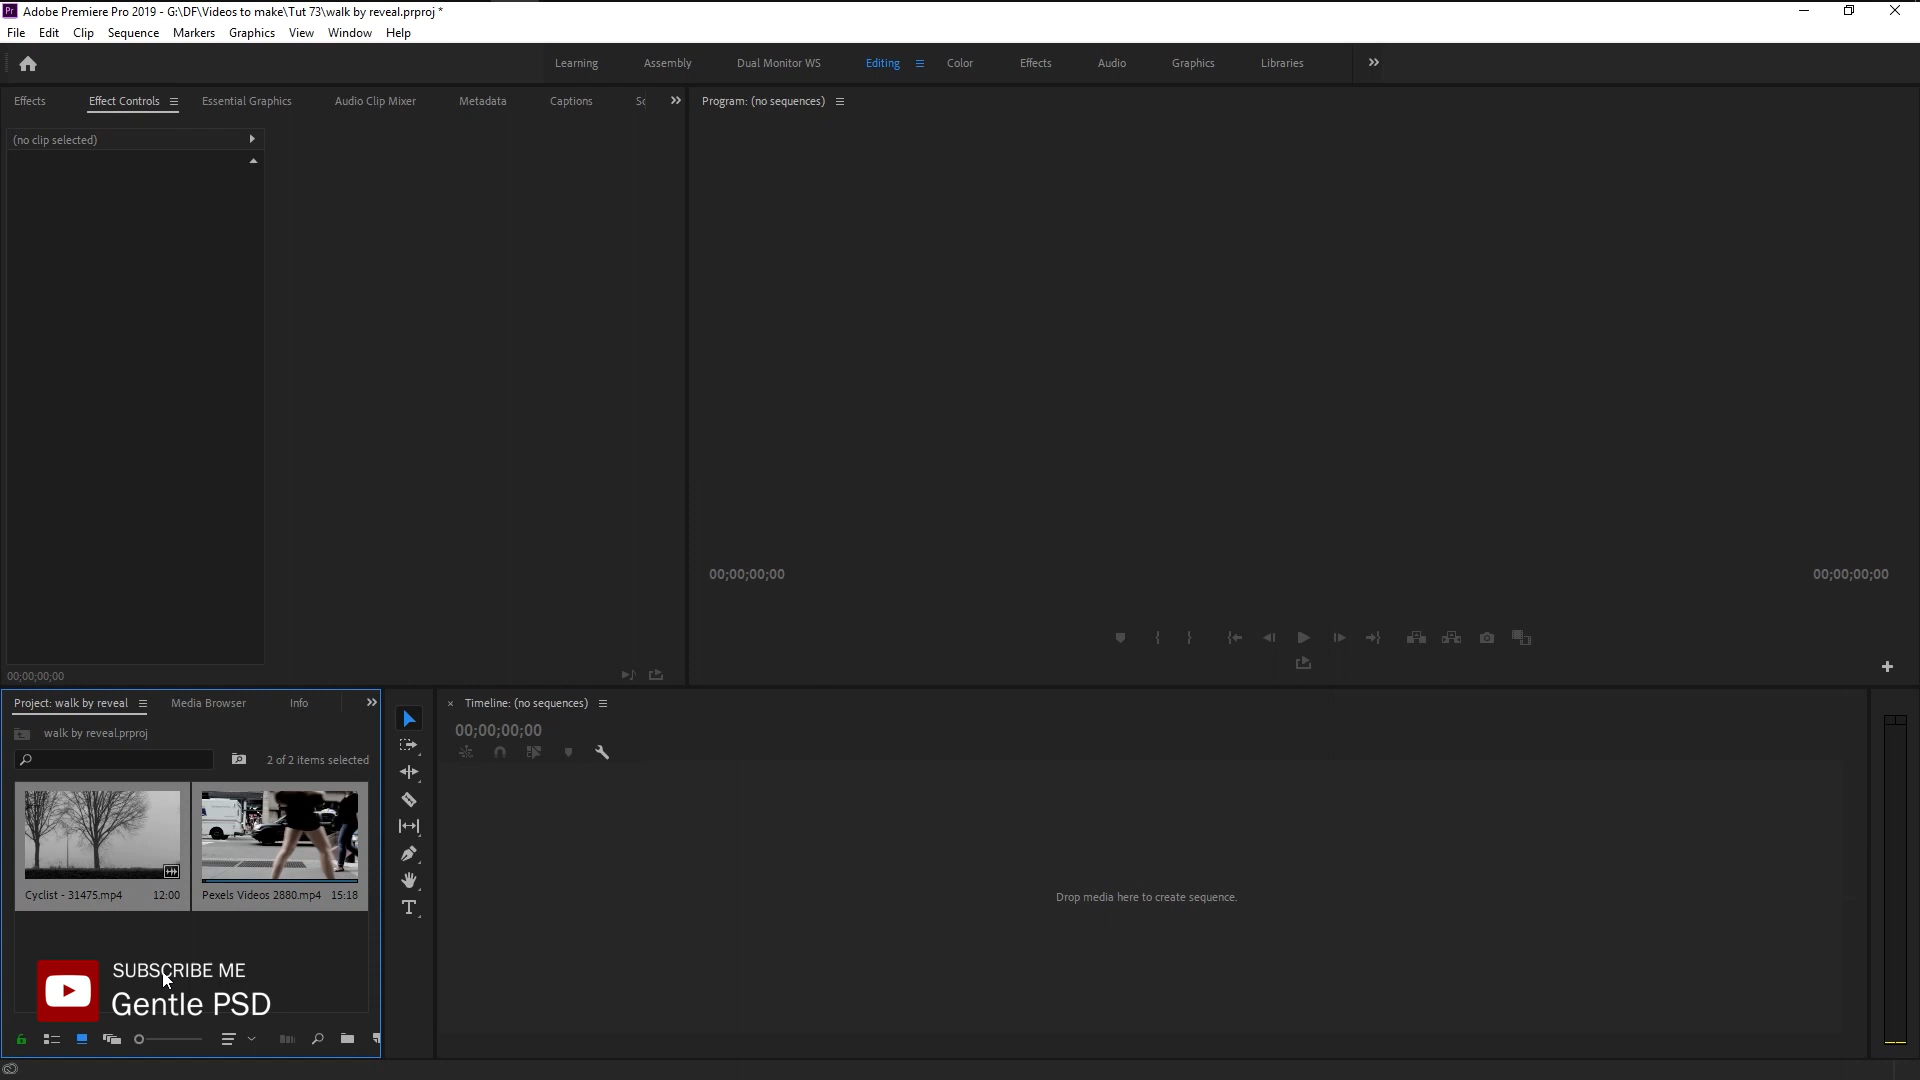 Pr Adobe Premiere Pro 2019 - G:\DF\Videos to make\Tut 73\walk by reveal.prproj *
File Edit Clip Sequence Markers Graphics View Window Help
Learning Assembly Dual Monitor WS Editing Color Effects Audio Graphics Libraries
Effects Effect Controls Essential Graphics Audio Clip Mixer Metadata Captions
Program: (no sequences)
(no clip selected)
00;00;00;00 00;00;00;00
00;00;00;00
Project: walk by reveal Media Browser Info
Timeline: (no sequences)
00;00;00;00
walk by reveal.prproj
2 of 2 items selected
Cyclist - 31475.mp4 12:00 Pexels Videos 2880.mp4 15:18
Drop media here to create sequence.
SUBSCRIBE ME
Gentle PSD